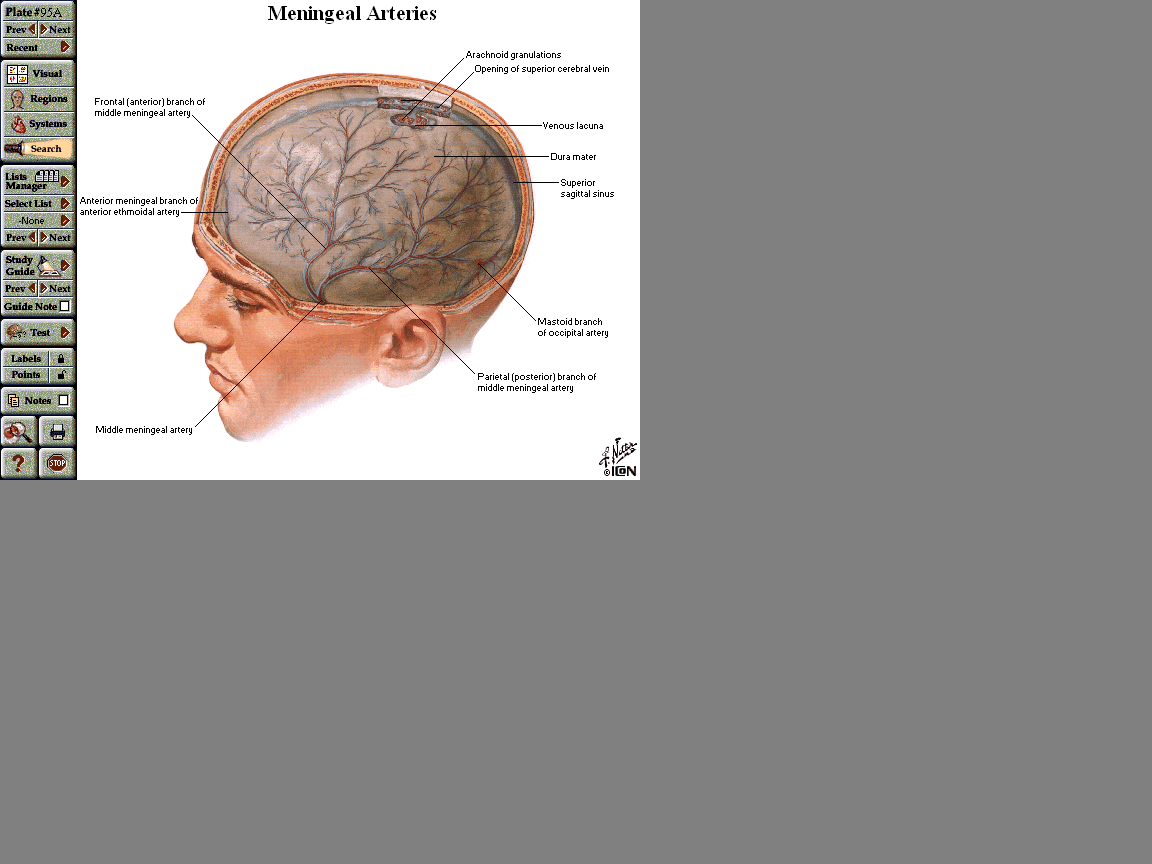 Plate #95A
Prev Next
Recent
Visual
Regions
Systems
Search
Lists
Manager
Select List
-None
Prev Next
Study
Guide
Prev Next
Guide Note
Test
Labels
Points
Notes
?
STOP
Meningeal Arteries
Arachnoid granulations
Opening of superior cerebral vein
Frontal (anterior) branch of
middle meningeal artery
Venous lacuna
Dura mater
Superior
sagittal sinus
Anterior meningeal branch of
anterior ethmoidal artery
Mastoid branch
of occipital artery
Parietal (posterior) branch of
middle meningeal artery
Middle meningeal artery
F. Netter
© ICON